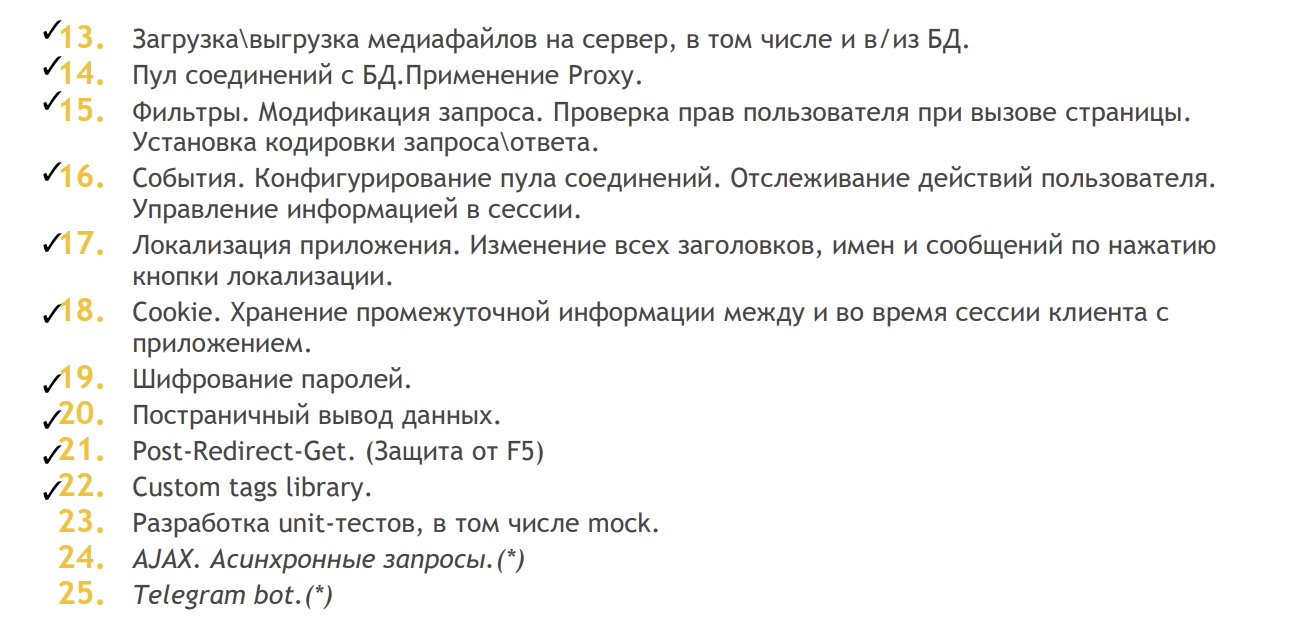 ✓13. Загрузка\выгрузка медиафайлов на сервер, в том числе и в/из БД.
✓14. Пул соединений с БД.Применение Proxy.
✓15. Фильтры. Модификация запроса. Проверка прав пользователя при вызове страницы.
Установка кодировки запроса\ответа.
✓16. События. Конфигурирование пула соединений. Отслеживание действий пользователя.
Управление информацией в сессии.
✓17. Локализация приложения. Изменение всех заголовков, имен и сообщений по нажатию
кнопки локализации.
✓18. Cookie. Хранение промежуточной информации между и во время сессии клиента с
приложением.
✓19. Шифрование паролей.
✓20. Постраничный вывод данных.
✓21. Post-Redirect-Get. (Защита от F5)
✓22. Custom tags library.
23. Разработка unit-тестов, в том числе mock.
24. AJAX. Асинхронные запросы.(*)
25. Telegram bot.(*)